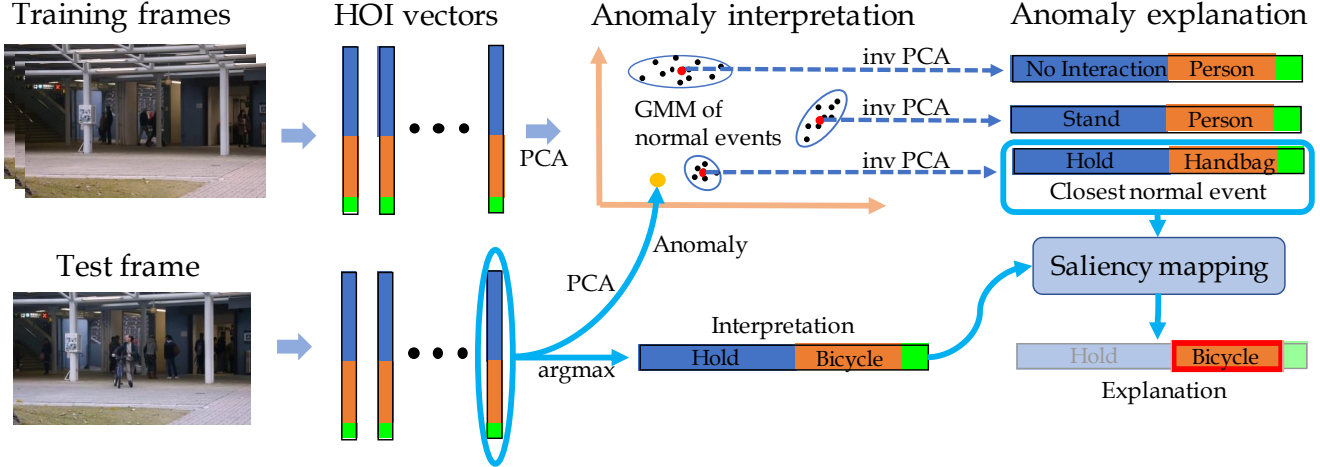 Training frames
HOI vectors
Anomaly interpretation
Anomaly explanation
PCA
GMM of
normal events
inv PCA
inv PCA
inv PCA
No Interaction
Person
Stand
Person
Hold
Handbag
Closest normal event
Test frame
PCA
Anomaly
argmax
Interpretation
Hold
Bicycle
Saliency mapping
Hold
Bicycle
Explanation